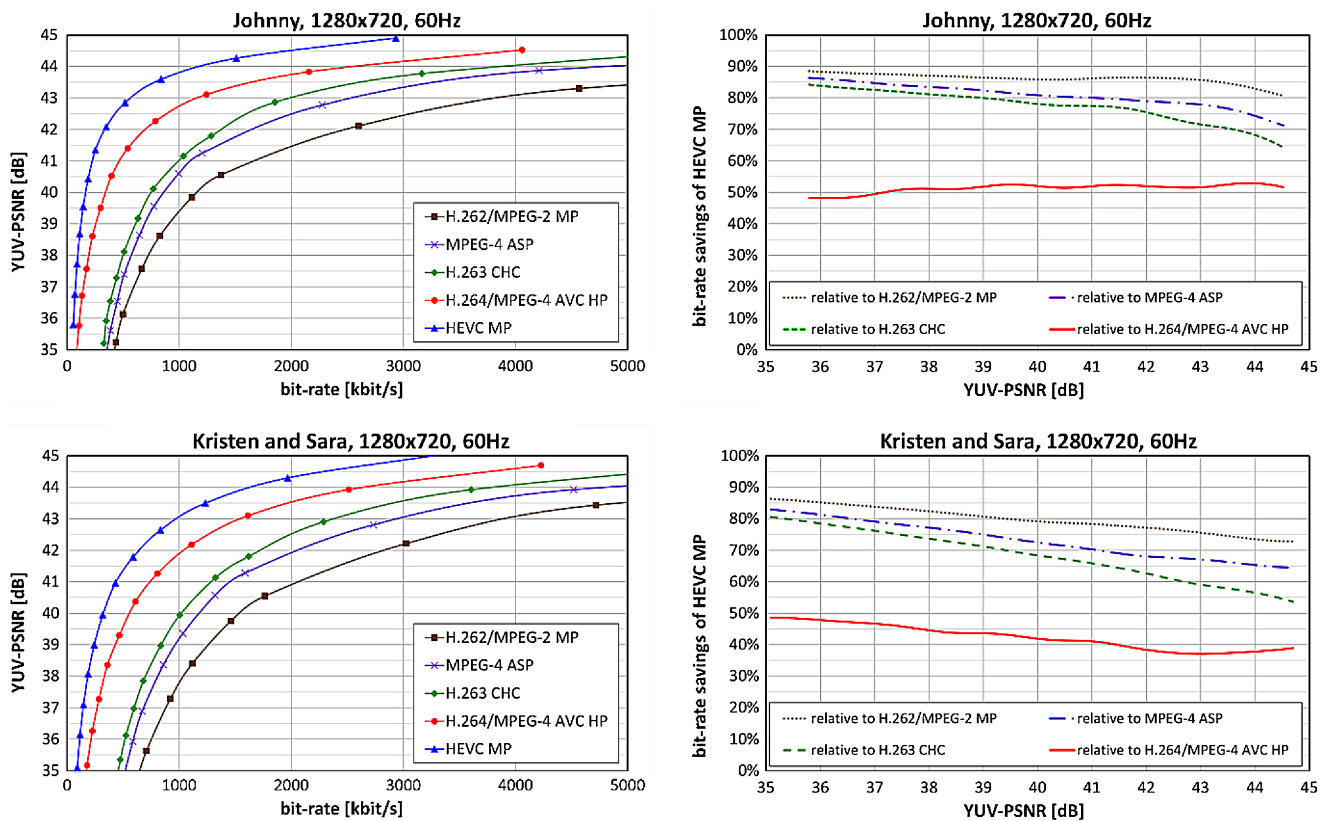 Johnny, 1280x720, 60Hz
45
44
43
42
41
40
39
38
37
36
35
YUV-PSNR [dB]
H.262/MPEG-2 MP
MPEG-4 ASP
H.263 CHC
H.264/MPEG-4 AVC HP
HEVC MP
0 1000 2000 3000 4000 5000
bit-rate [kbit/s]
Johnny, 1280x720, 60Hz
100%
90%
80%
70%
60%
50%
40%
30%
20%
10%
0%
bit-rate savings of HEVC MP
relative to H.262/MPEG-2 MP relative to MPEG-4 ASP
relative to H.263 CHC relative to H.264/MPEG-4 AVC HP
35 36 37 38 39 40 41 42 43 44 45
YUV-PSNR [dB]
Kristen and Sara, 1280x720, 60Hz
45
44
43
42
41
40
39
38
37
36
35
YUV-PSNR [dB]
H.262/MPEG-2 MP
MPEG-4 ASP
H.263 CHC
H.264/MPEG-4 AVC HP
HEVC MP
0 1000 2000 3000 4000 5000
bit-rate [kbit/s]
Kristen and Sara, 1280x720, 60Hz
100%
90%
80%
70%
60%
50%
40%
30%
20%
10%
0%
bit-rate savings of HEVC MP
relative to H.262/MPEG-2 MP relative to MPEG-4 ASP
relative to H.263 CHC relative to H.264/MPEG-4 AVC HP
35 36 37 38 39 40 41 42 43 44 45
YUV-PSNR [dB]